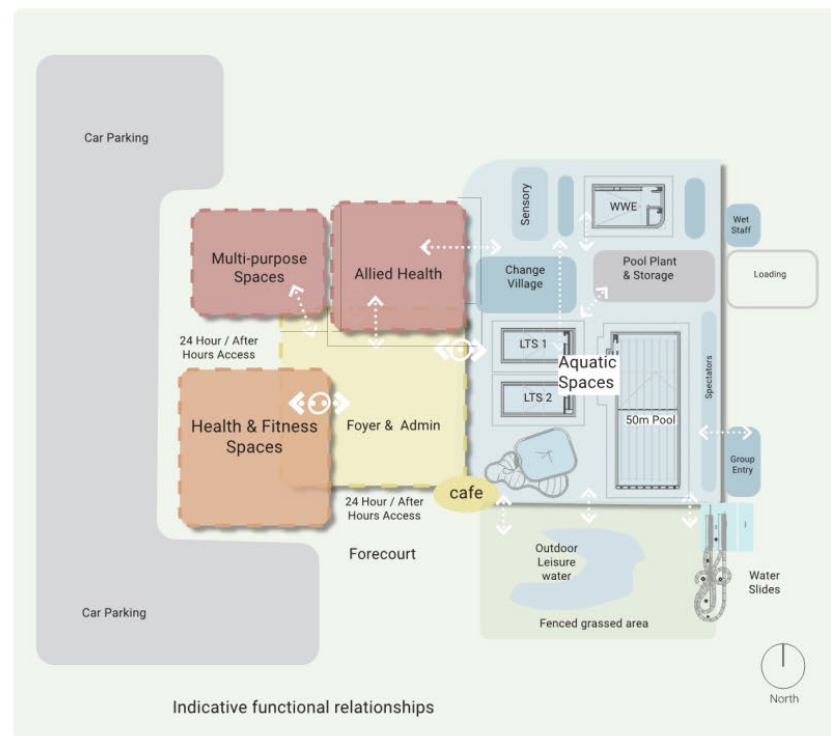 Car Parking
Sensory
WWE
Wet
Staff
Multi-purpose
Spaces
Allied Health
Change
Village
Pool Plant
& Storage
Loading
24 Hour / After
Hours Access
LTS 1
Aquatic
Spaces
LTS 2
Spectators
50m Pool
Health & Fitness
Spaces
Foyer & Admin
Group
Entry
cafe
24 Hour / After
Hours Access
Forecourt
Outdoor
Leisure
water
Water
Slides
Car Parking
Fenced grassed area
North
Indicative functional relationships